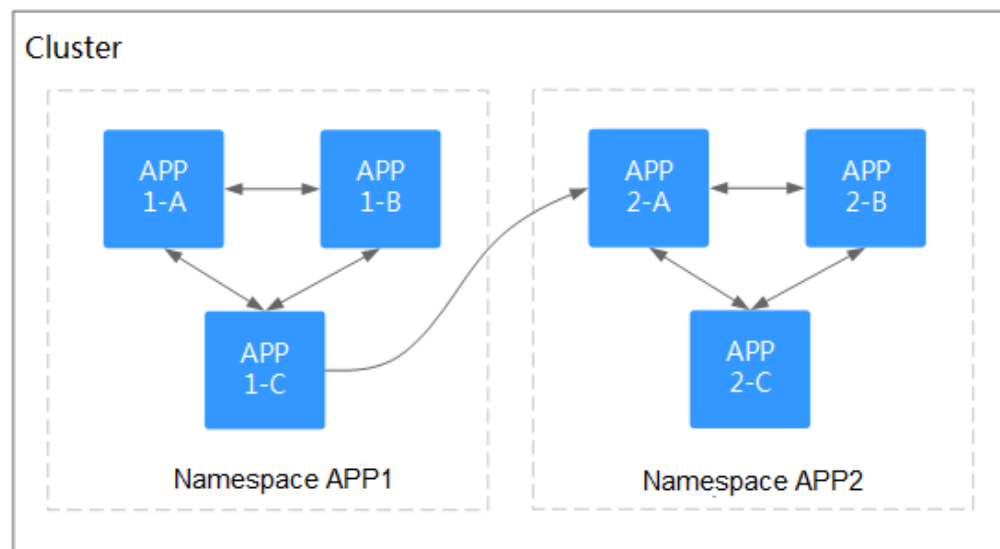 Cluster
APP
1-A
APP
1-B
APP
1-C
Namespace APP1
APP
2-A
APP
2-B
APP
2-C
Namespace APP2